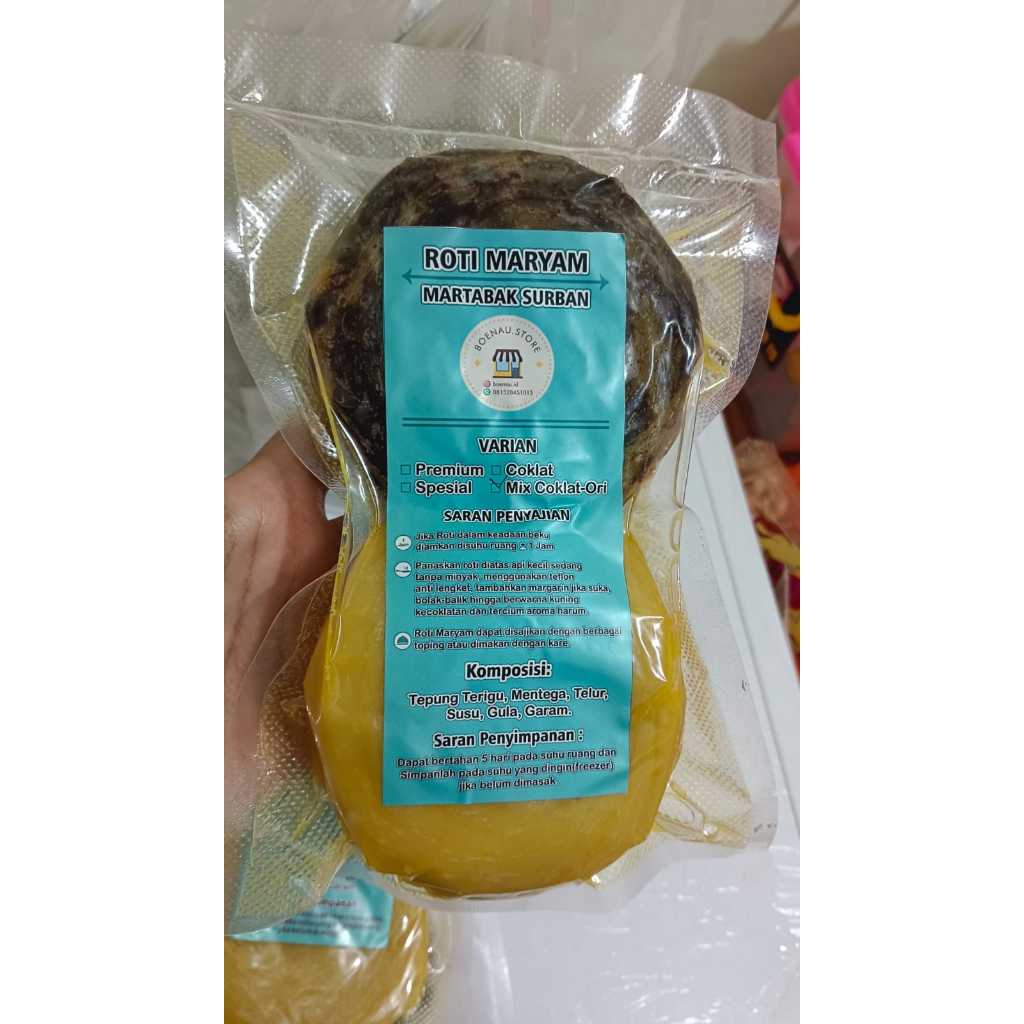 ROTI MARYAM
MARTABAK SURBAN
BOENAU.STORE
boenau.id
081528451015
VARIAN
Premium Coklat
Spesial Mix Coklat-Ori
SARAN PENYAJIAN
Jika Roti dalam keadaan beku
diamkan disuhu ruang ± 1 Jam
Panaskan roti diatas api kecil sedang
tanpa minyak, menggunakan teflon
anti lengket, tambahkan margarin jika suka,
bolak-balik hingga berwarna kuning
kecoklatan dan tercium aroma harum.
Roti Maryam dapat disajikan dengan berbagai
toping atau dimakan dengan kare.
Komposisi:
Tepung Terigu, Mentega, Telur,
Susu, Gula, Garam.
Saran Penyimpanan :
Dapat bertahan 5 hari pada suhu ruang dan
Simpanlah pada suhu yang dingin(freezer)
jika belum dimasak.